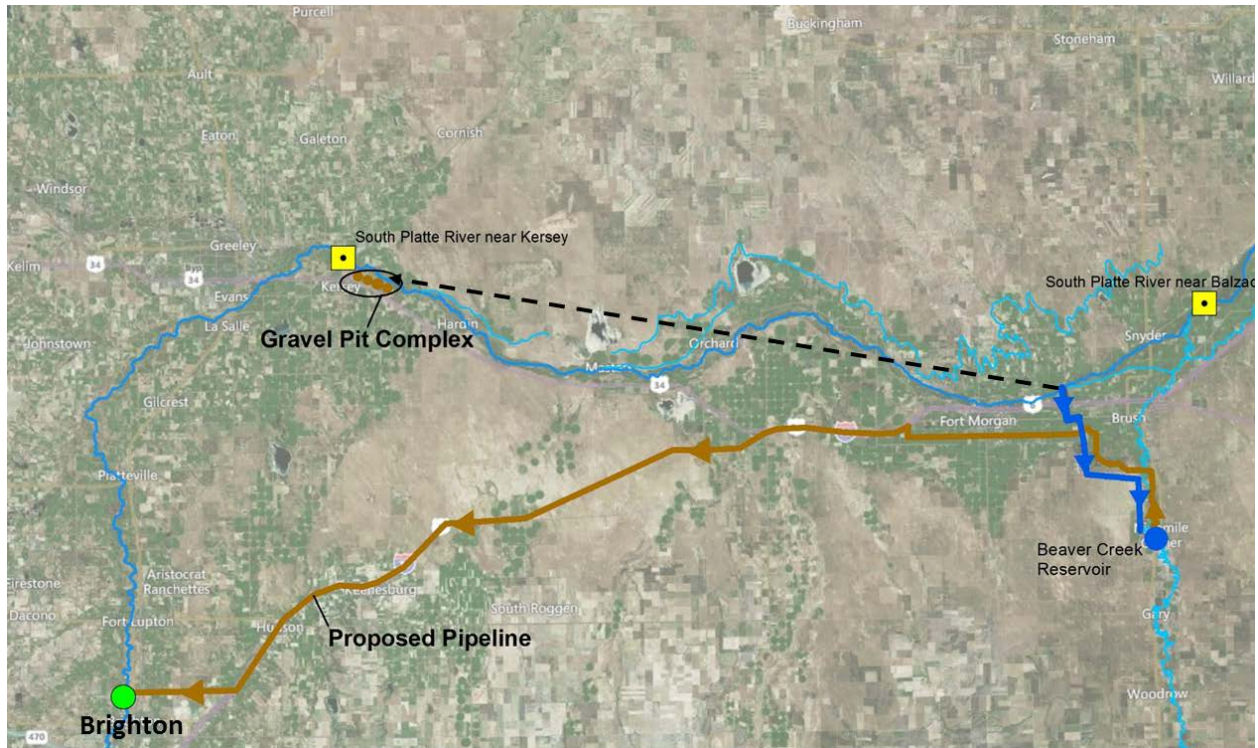 Purcell
Buckingham
Stoneham
Ault
Willard
Eaton
Galeton
Cornish
Windsor
South Platte River near Kersey
Greeley
Kelim
34
34
Kersey
South Platte River near Balzac
Evans
La Salle
Hardin
Gravel Pit Complex
Orchard
Snyder
Johnstown
Masters
34
Gilcrest
Fort Morgan
Brush
Platteville
Beaver Creek
Reservoir
Firestone
Aristocrat
Ranchettes
Keenesburg
South Roggen
Dacono
Fort Lupton
Hudson
Proposed Pipeline
Gary
Woodrow
Brighton
470